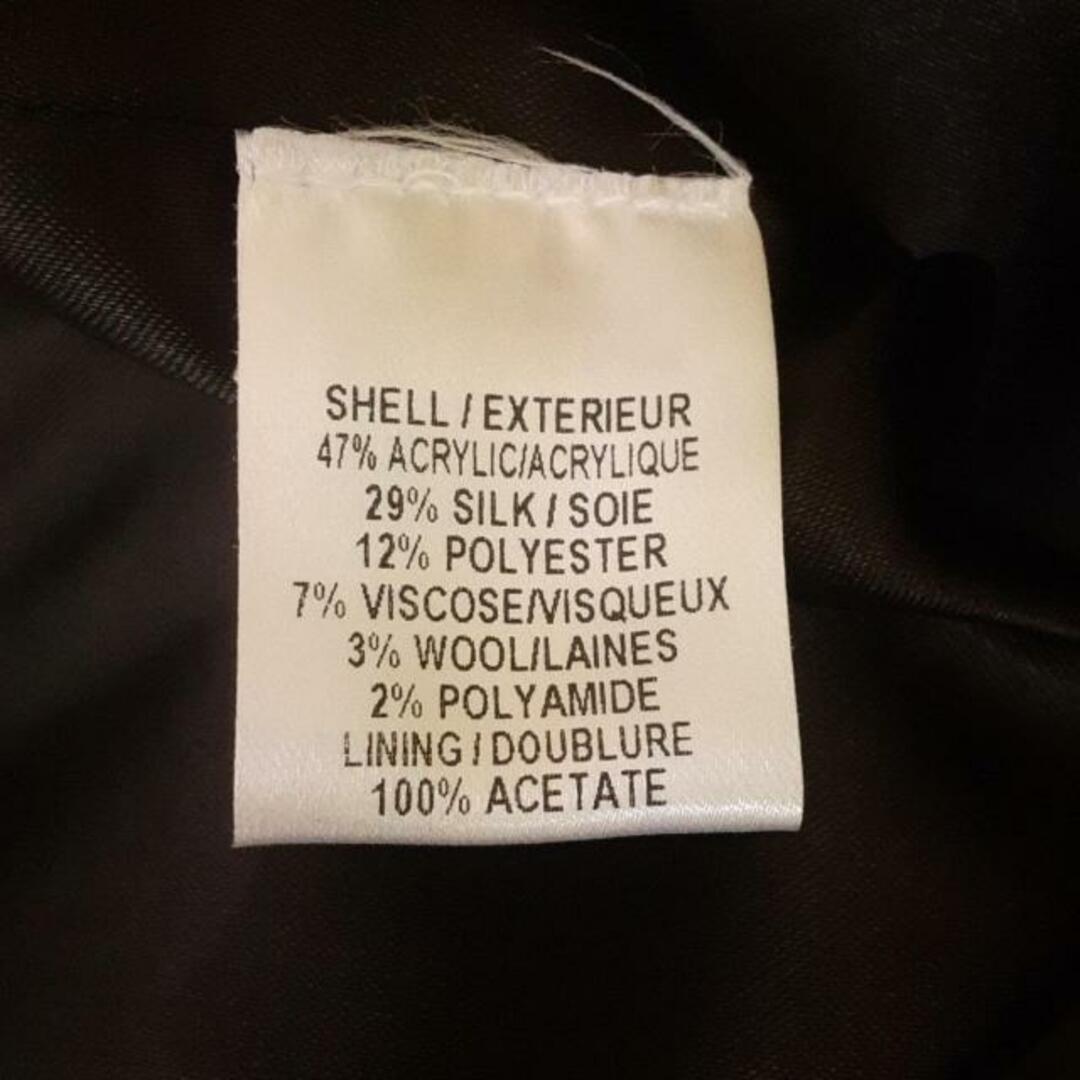 SHELL / EXTERIEUR
47% ACRYLIC/ACRYLIQUE
29% SILK / SOIE
12% POLYESTER
7% VISCOSE/VISQUEUX
3% WOOL/LAINES
2% POLYAMIDE
LINING / DOUBLURE
100% ACETATE